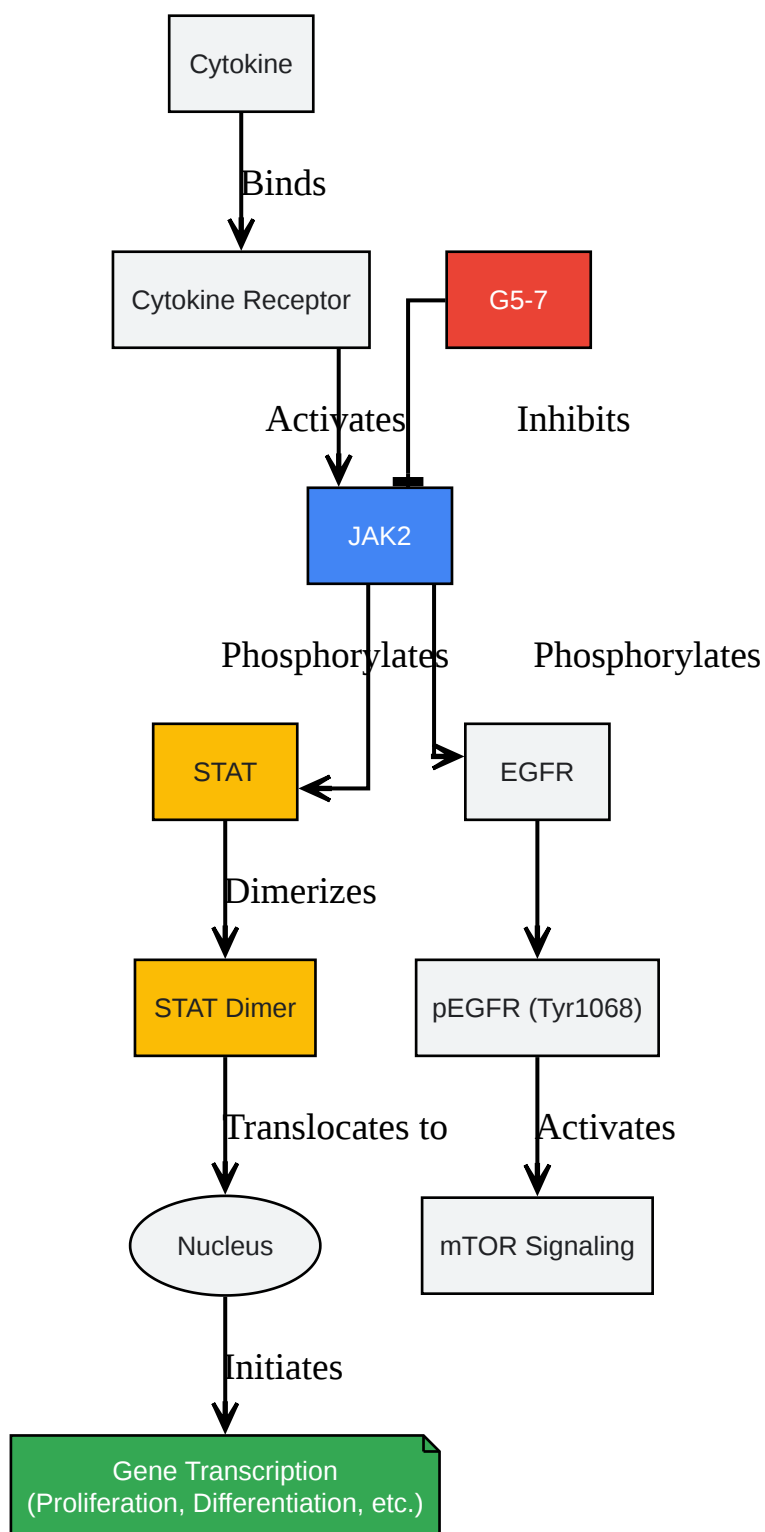 Cytokine
Binds
Cytokine Receptor
G5-7
Activates
Inhibits
JAK2
Phosphorylates
Phosphorylates
STAT
EGFR
Dimerizes
STAT Dimer
pEGFR (Tyr1068)
Translocates to
Activates
Nucleus
mTOR Signaling
Initiates
Gene Transcription
(Proliferation, Differentiation, etc.)